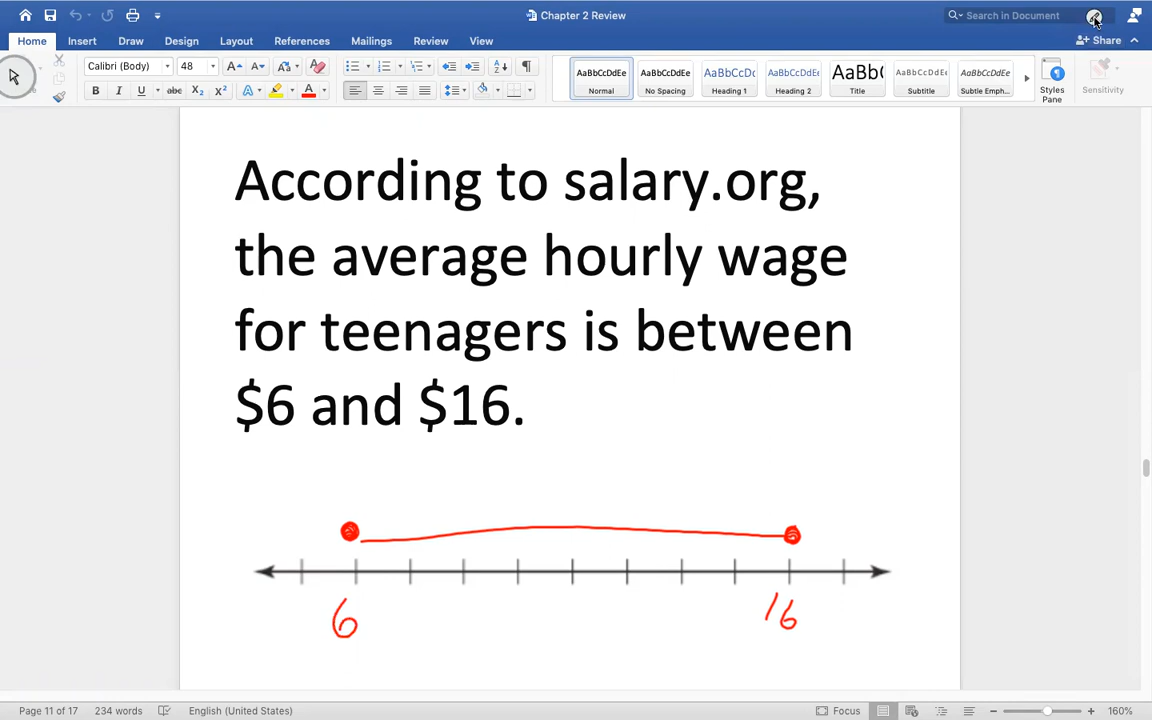 Chapter 2 Review
Search in Document
Home Insert Draw Design Layout References Mailings Review View
Share
Calibri (Body) 48
AaBbCcDdEe AaBbCcDdEe AaBbCcDc AaBbCcDdEe AaBb( AaBbCcDdEe AaBbCcDdEe
Normal No Spacing Heading 1 Heading 2 Title Subtitle Subtle Emph...
Styles Pane
Sensitivity
According to salary.org,
the average hourly wage
for teenagers is between
$6 and $16.
6 16
Page 11 of 17 234 words English (United States) Focus 160%